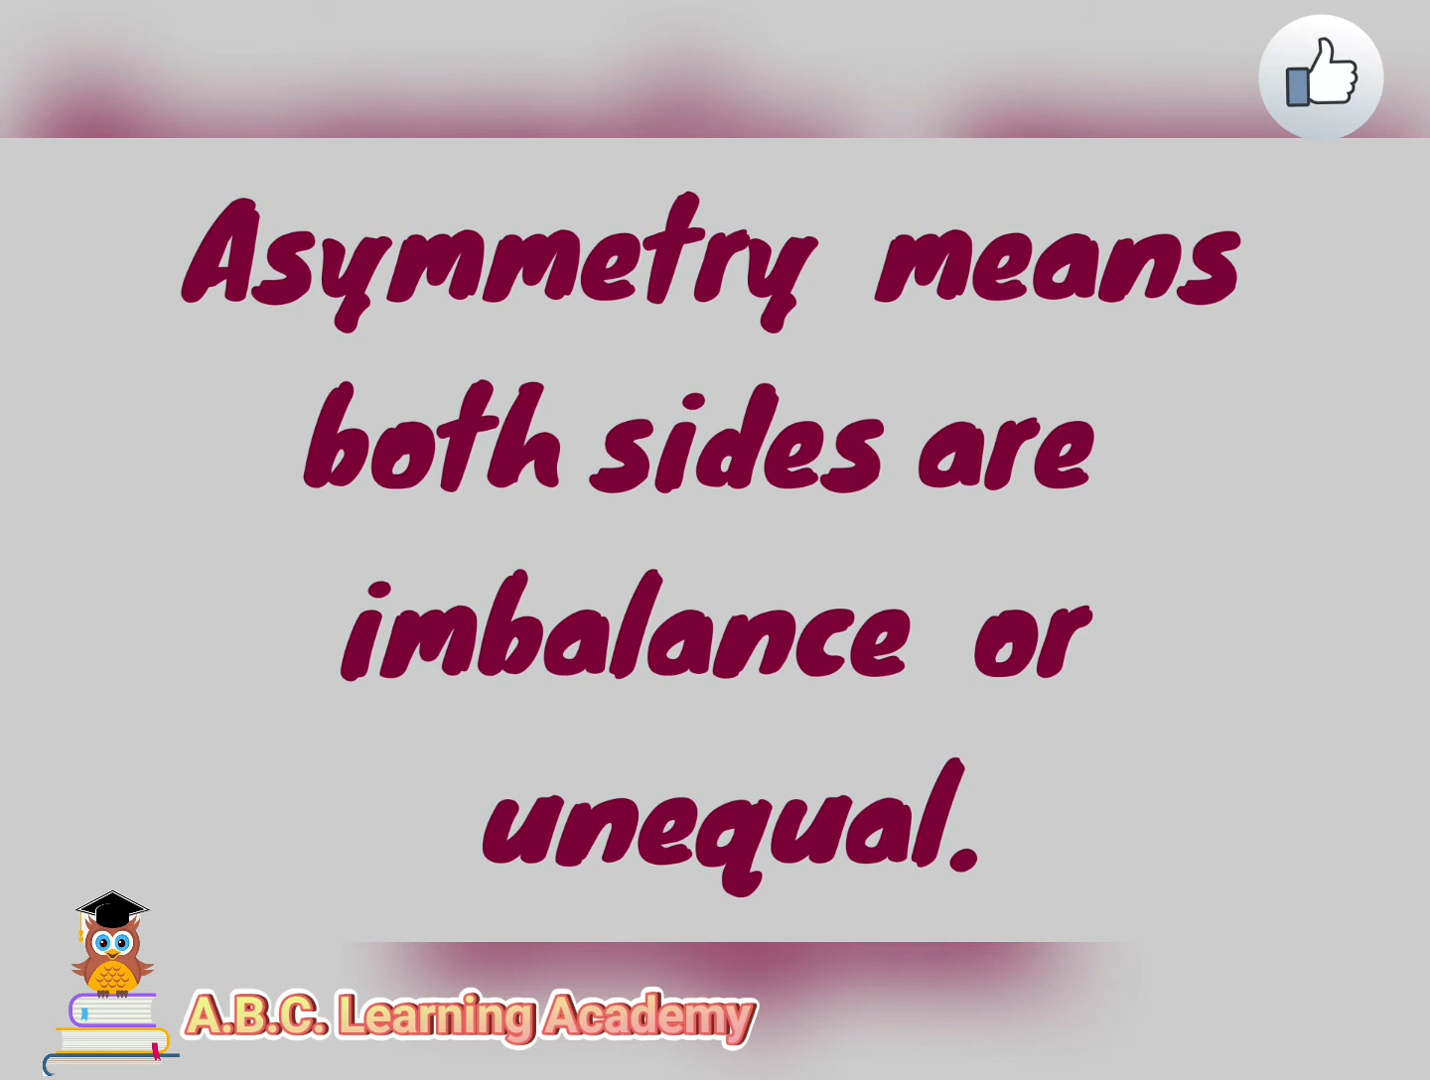 Asymmetry means
both sides are
imbalance or
unequal.
A.B.C. Learning Academy